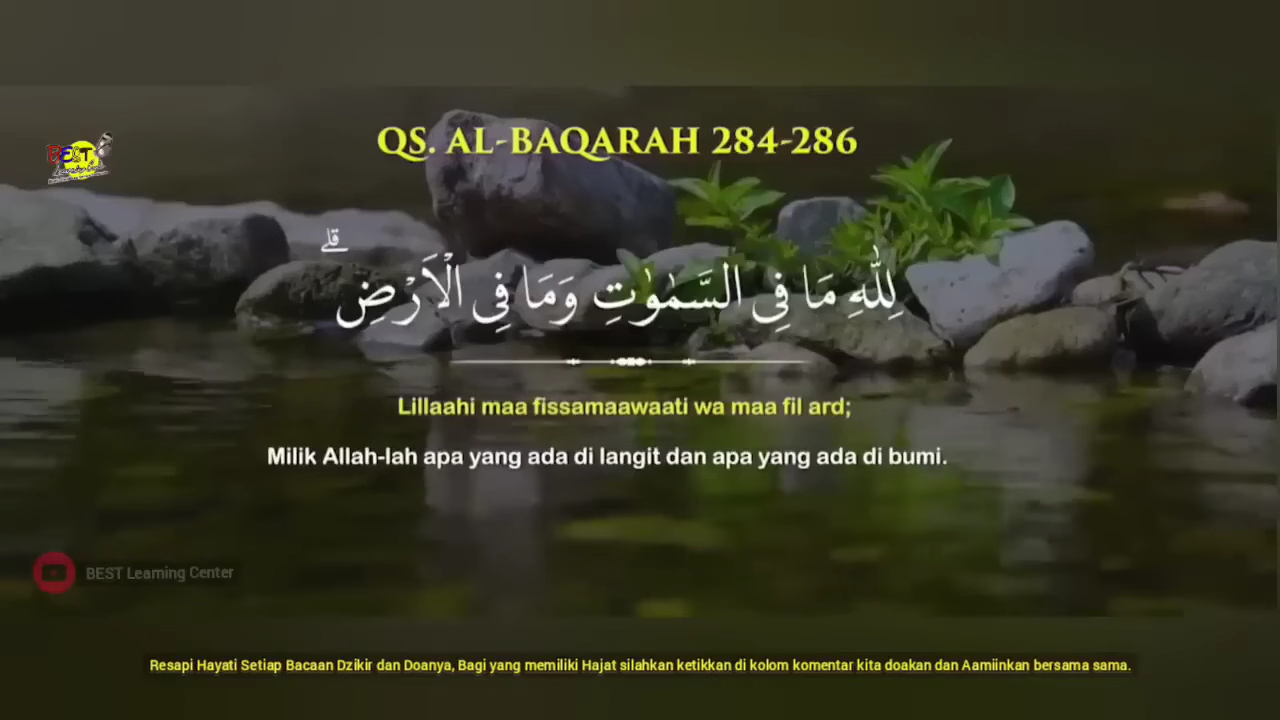 QS. AL-BAQARAH 284-286
BEST
لِلّٰهِ مَا فِى السَّمٰوٰتِ وَمَا فِى الْاَرْضِ ۗ
Lillaahi maa fissamaawaati wa maa fil ard;
Milik Allah-lah apa yang ada di langit dan apa yang ada di bumi.
BEST Learning Center
Resapi Hayati Setiap Bacaan Dzikir dan Doanya, Bagi yang memiliki Hajat silahkan ketikkan di kolom komentar kita doakan dan Aamiinkan bersama sama.